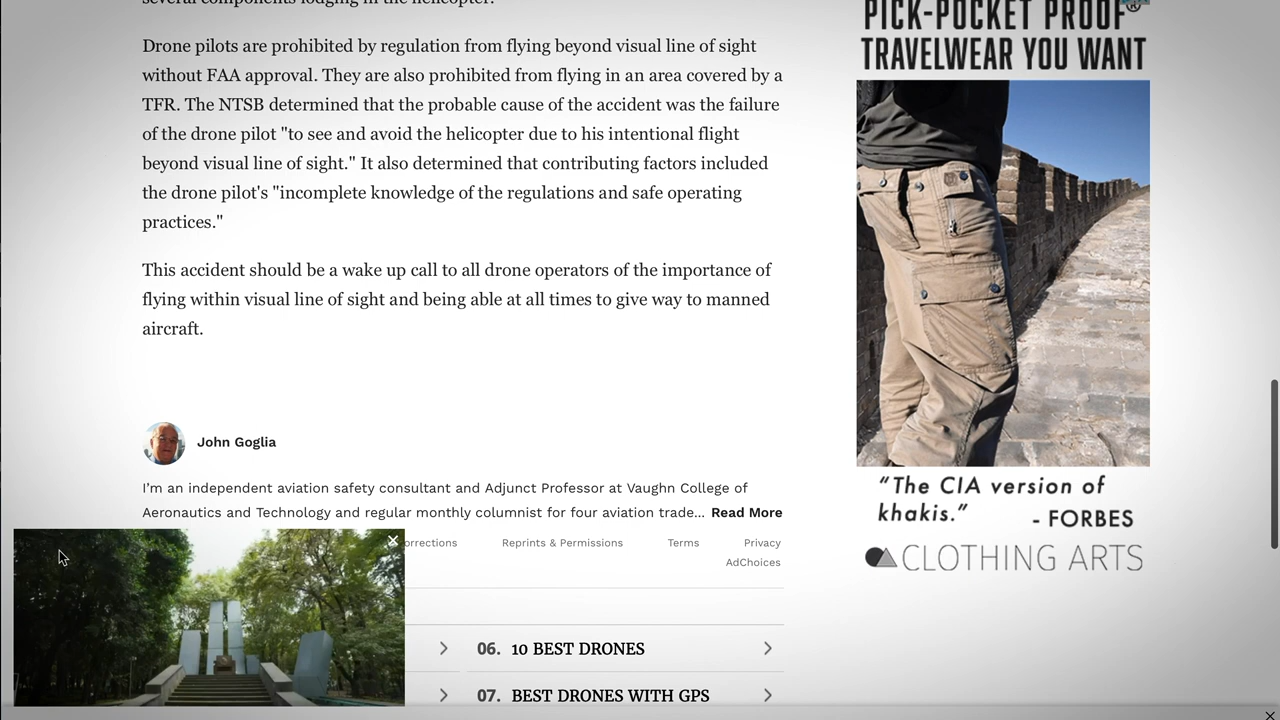 several components lodging in the helicopter.
Drone pilots are prohibited by regulation from flying beyond visual line of sight
without FAA approval. They are also prohibited from flying in an area covered by a
TFR. The NTSB determined that the probable cause of the accident was the failure
of the drone pilot "to see and avoid the helicopter due to his intentional flight
beyond visual line of sight." It also determined that contributing factors included
the drone pilot's "incomplete knowledge of the regulations and safe operating
practices."
This accident should be a wake up call to all drone operators of the importance of
flying within visual line of sight and being able at all times to give way to manned
aircraft.
John Goglia
I'm an independent aviation safety consultant and Adjunct Professor at Vaughn College of
Aeronautics and Technology and regular monthly columnist for four aviation trade... Read More
orrections Reprints & Permissions Terms Privacy
AdChoices
06. 10 BEST DRONES
07. BEST DRONES WITH GPS
PICK-POCKET PROOF®
TRAVELWEAR YOU WANT
"The CIA version of
khakis." - FORBES
CLOTHING ARTS